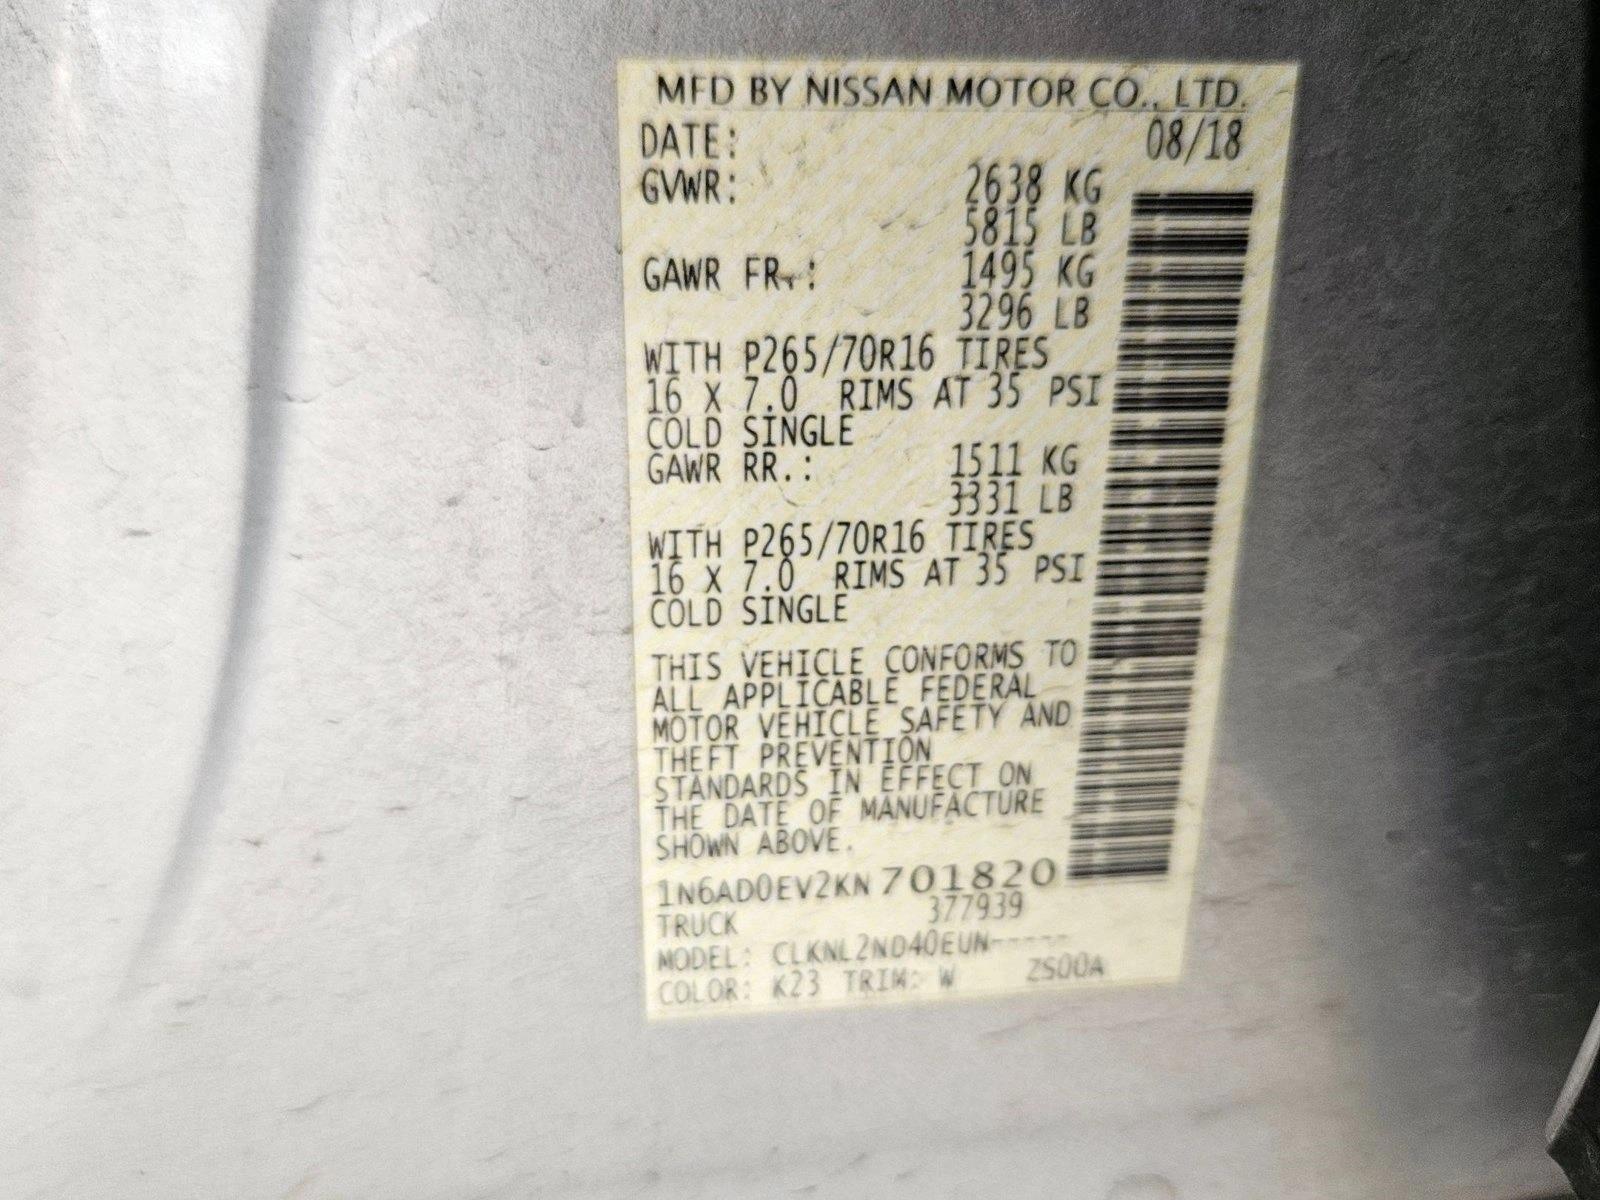 MFD BY NISSAN MOTOR CO., LTD.
DATE: 08/18
GVWR: 2638 KG
5815 LB
GAWR FR.: 1495 KG
3296 LB
WITH P265/70R16 TIRES
16 X 7.0 RIMS AT 35 PSI
COLD SINGLE
GAWR RR.: 1511 KG
3331 LB
WITH P265/70R16 TIRES
16 X 7.0 RIMS AT 35 PSI
COLD SINGLE
THIS VEHICLE CONFORMS TO
ALL APPLICABLE FEDERAL
MOTOR VEHICLE SAFETY AND
THEFT PREVENTION
STANDARDS IN EFFECT ON
THE DATE OF MANUFACTURE
SHOWN ABOVE.
1N6AD0EV2KN701820
TRUCK 377939
MODEL: CLKNL2ND40EUN-----
COLOR: K23 TRIM: W ZS00A